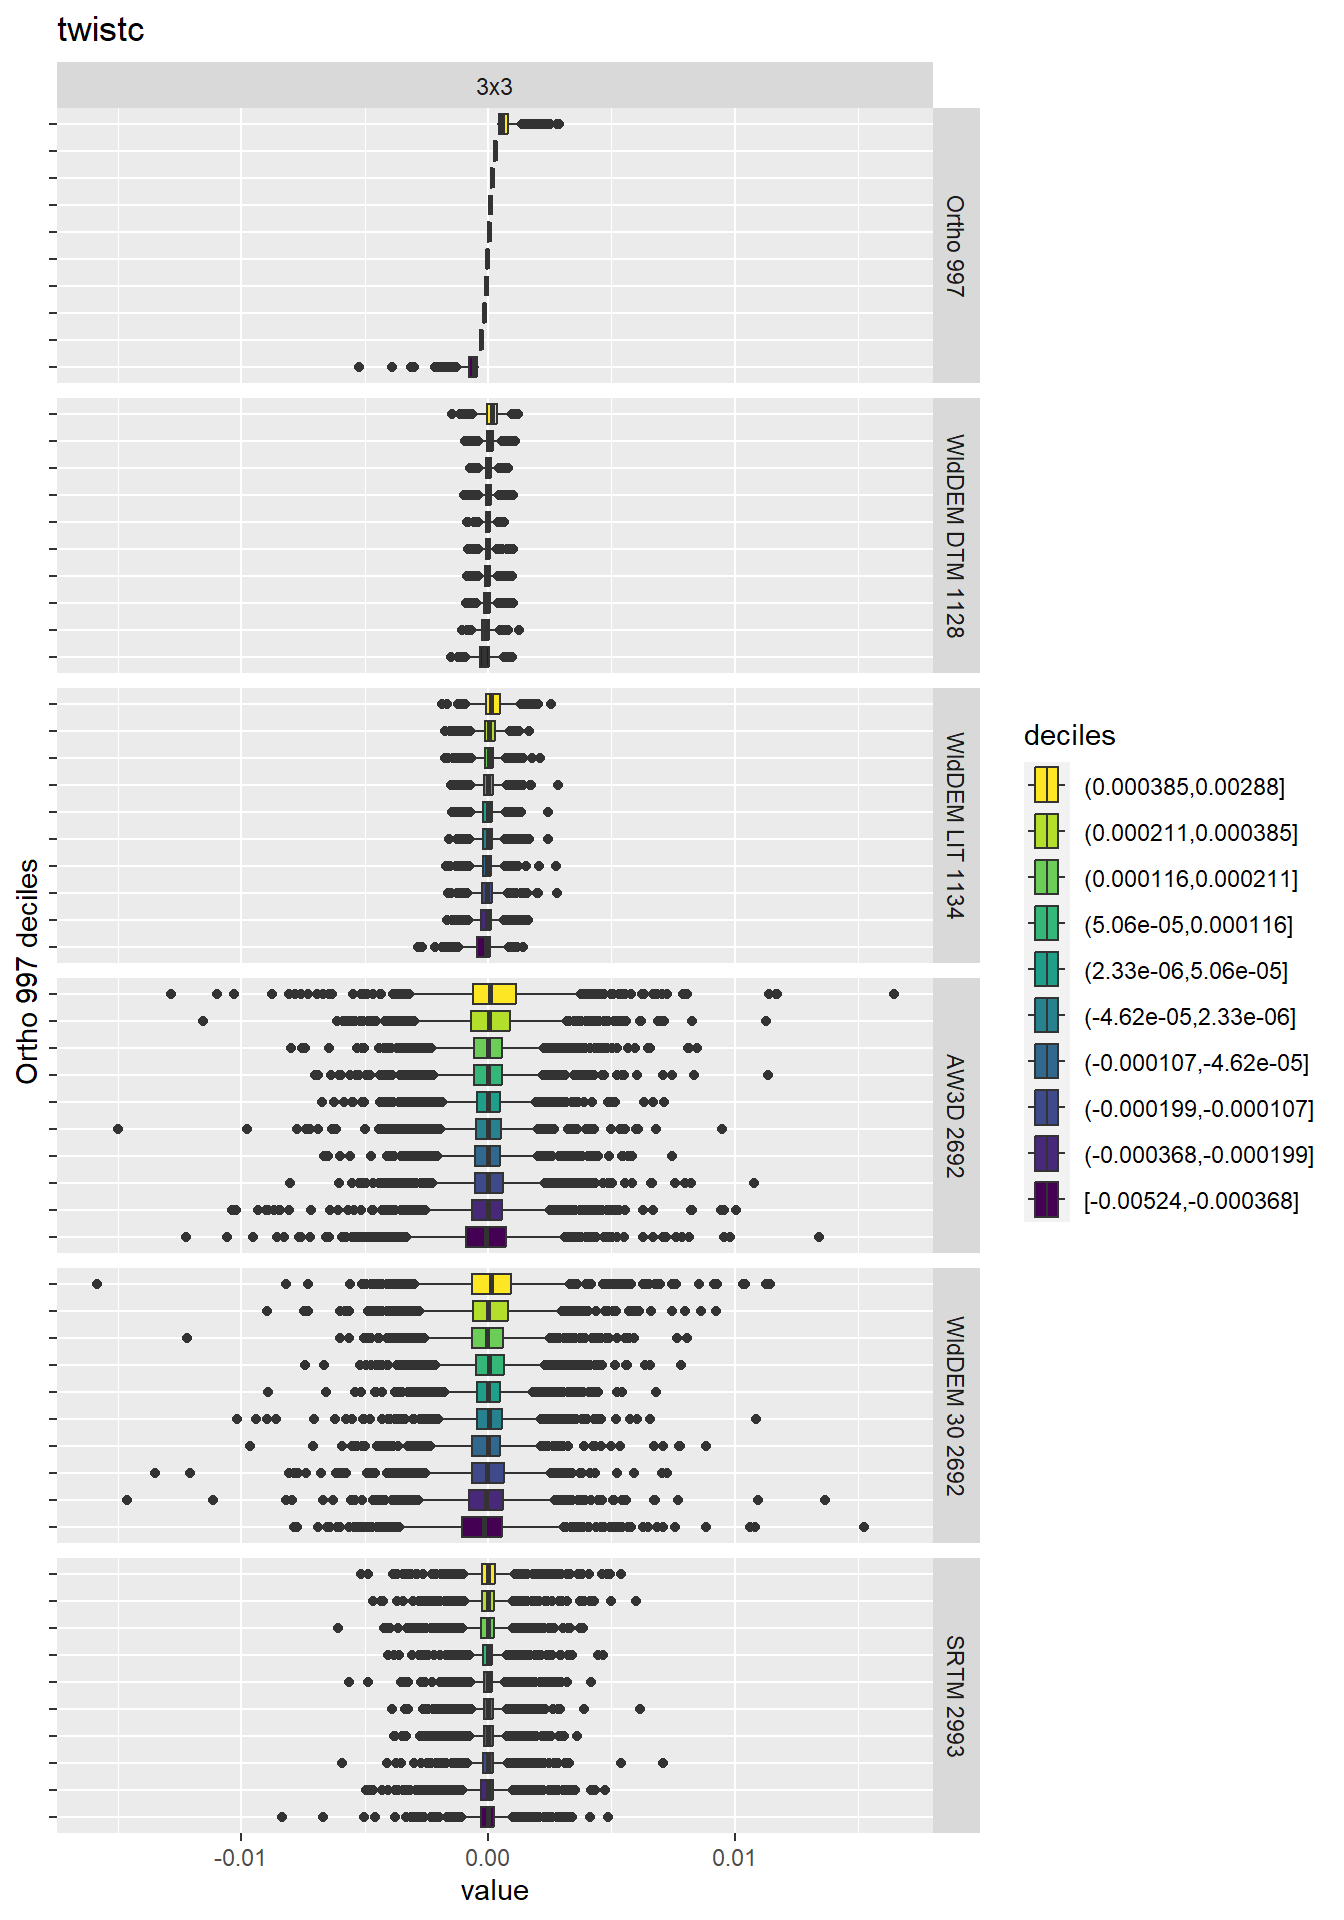 twistc
3x3
Ortho 997
WldDEM DTM 1128
WldDEM LIT 1134
AW3D 2692
WldDEM 30 2692
SRTM 2993
Ortho 997 deciles
-0.01
0.00
0.01
value
deciles
(0.000385,0.00288]
(0.000211,0.000385]
(0.000116,0.000211]
(5.06e-05,0.000116]
(2.33e-06,5.06e-05]
(-4.62e-05,2.33e-06]
(-0.000107,-4.62e-05]
(-0.000199,-0.000107]
(-0.000368,-0.000199]
[-0.00524,-0.000368]